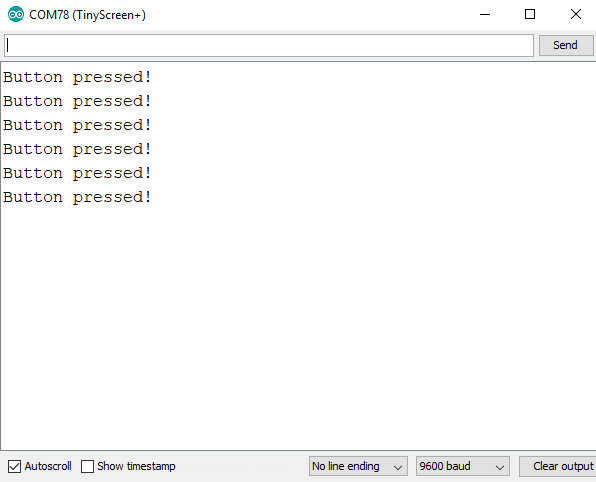 COM78 (TinyScreen+)
Send
Button pressed!
Button pressed!
Button pressed!
Button pressed!
Button pressed!
Button pressed!
Autoscroll Show timestamp No line ending 9600 baud Clear output